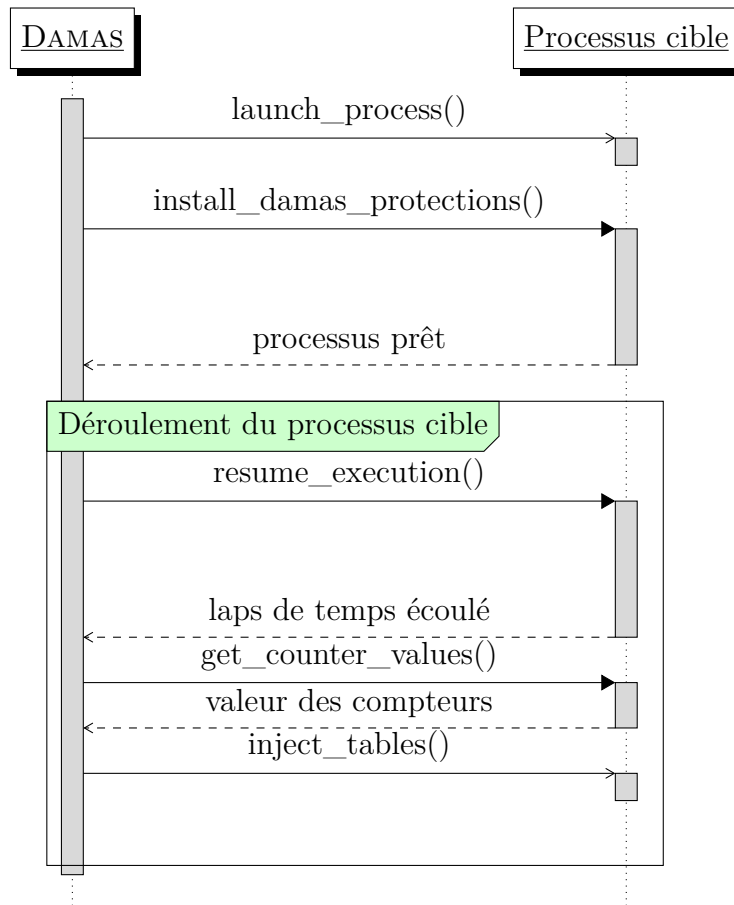 DAMAS
Processus cible
launch_process()
install_damas_protections()
processus prêt
Déroulement du processus cible
resume_execution()
laps de temps écoulé
get_counter_values()
valeur des compteurs
inject_tables()